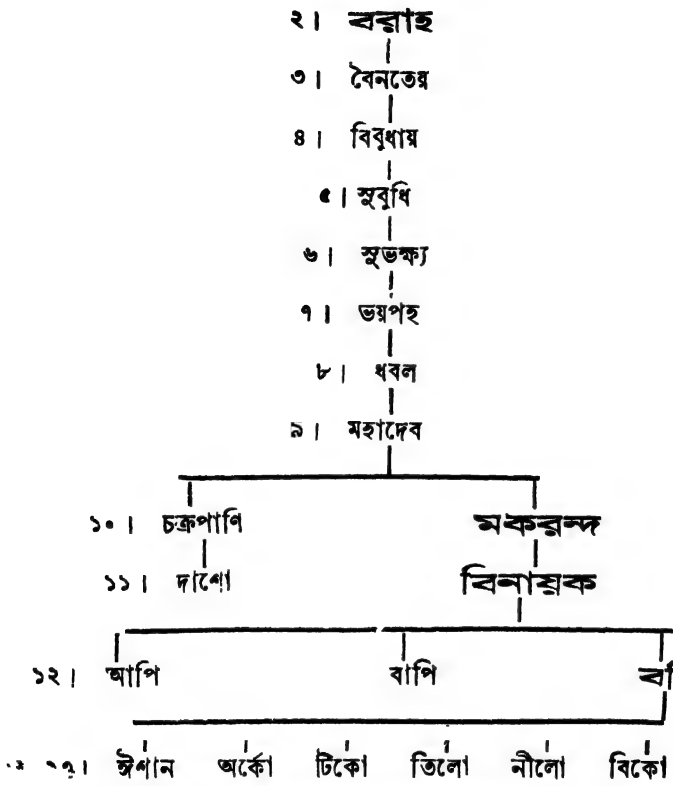 ২। বরাহ
৩। বৈনতেয়
৪। বিবুধায়
৫। সুবুধি
৬। সুভক্ষ্য
৭। ভয়পহ
৮। ধবল
৯। মহাদেব
১০। চক্রপাণি মকরন্দ
১১। দাশো বিনায়ক
১২। আপি বাপি
ঈশান অর্কো টিকো তিলো নীলো বিকো